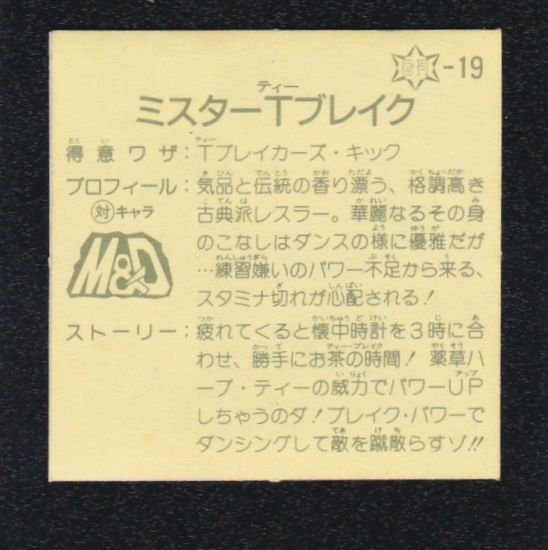 -19
ミスターTブレイク
得意ワザ：Tブレイカーズ・キック
プロフィール：気品と伝統の香り漂う、格調高き
古典派レスラー。華麗なるその身
のこなしはダンスの様に優雅だが
…練習嫌いのパワー不足から来る、
スタミナ切れが心配される！
対キャラ
M&D
ストーリー：疲れてくると懐中時計を3時に合
わせ、勝手にお茶の時間！薬草ハ
ーブ・ティーの威力でパワーUP
しちゃうのダ！ブレイク・パワーで
ダンシングして敵を蹴散らすゾ!!